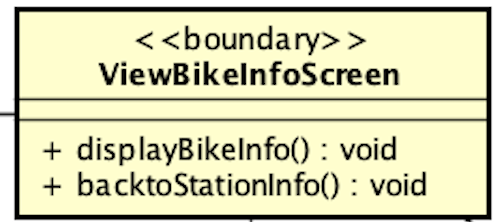 <<boundary>>
ViewBikeInfoScreen
+ displayBikeInfo() : void
+ backtoStationInfo() : void